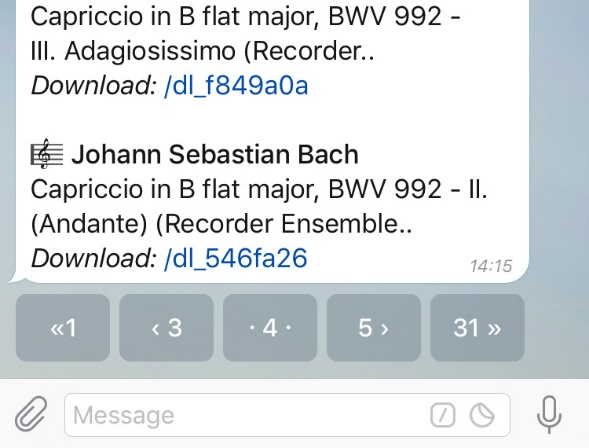 Capriccio in B flat major, BWV 992 -
III. Adagiosissimo (Recorder..
Download: /dl_f849a0a
🎼 Johann Sebastian Bach
Capriccio in B flat major, BWV 992 - II.
(Andante) (Recorder Ensemble..
Download: /dl_546fa26
14:15
«1 ‹ 3 · 4 · 5 › 31 »
Message